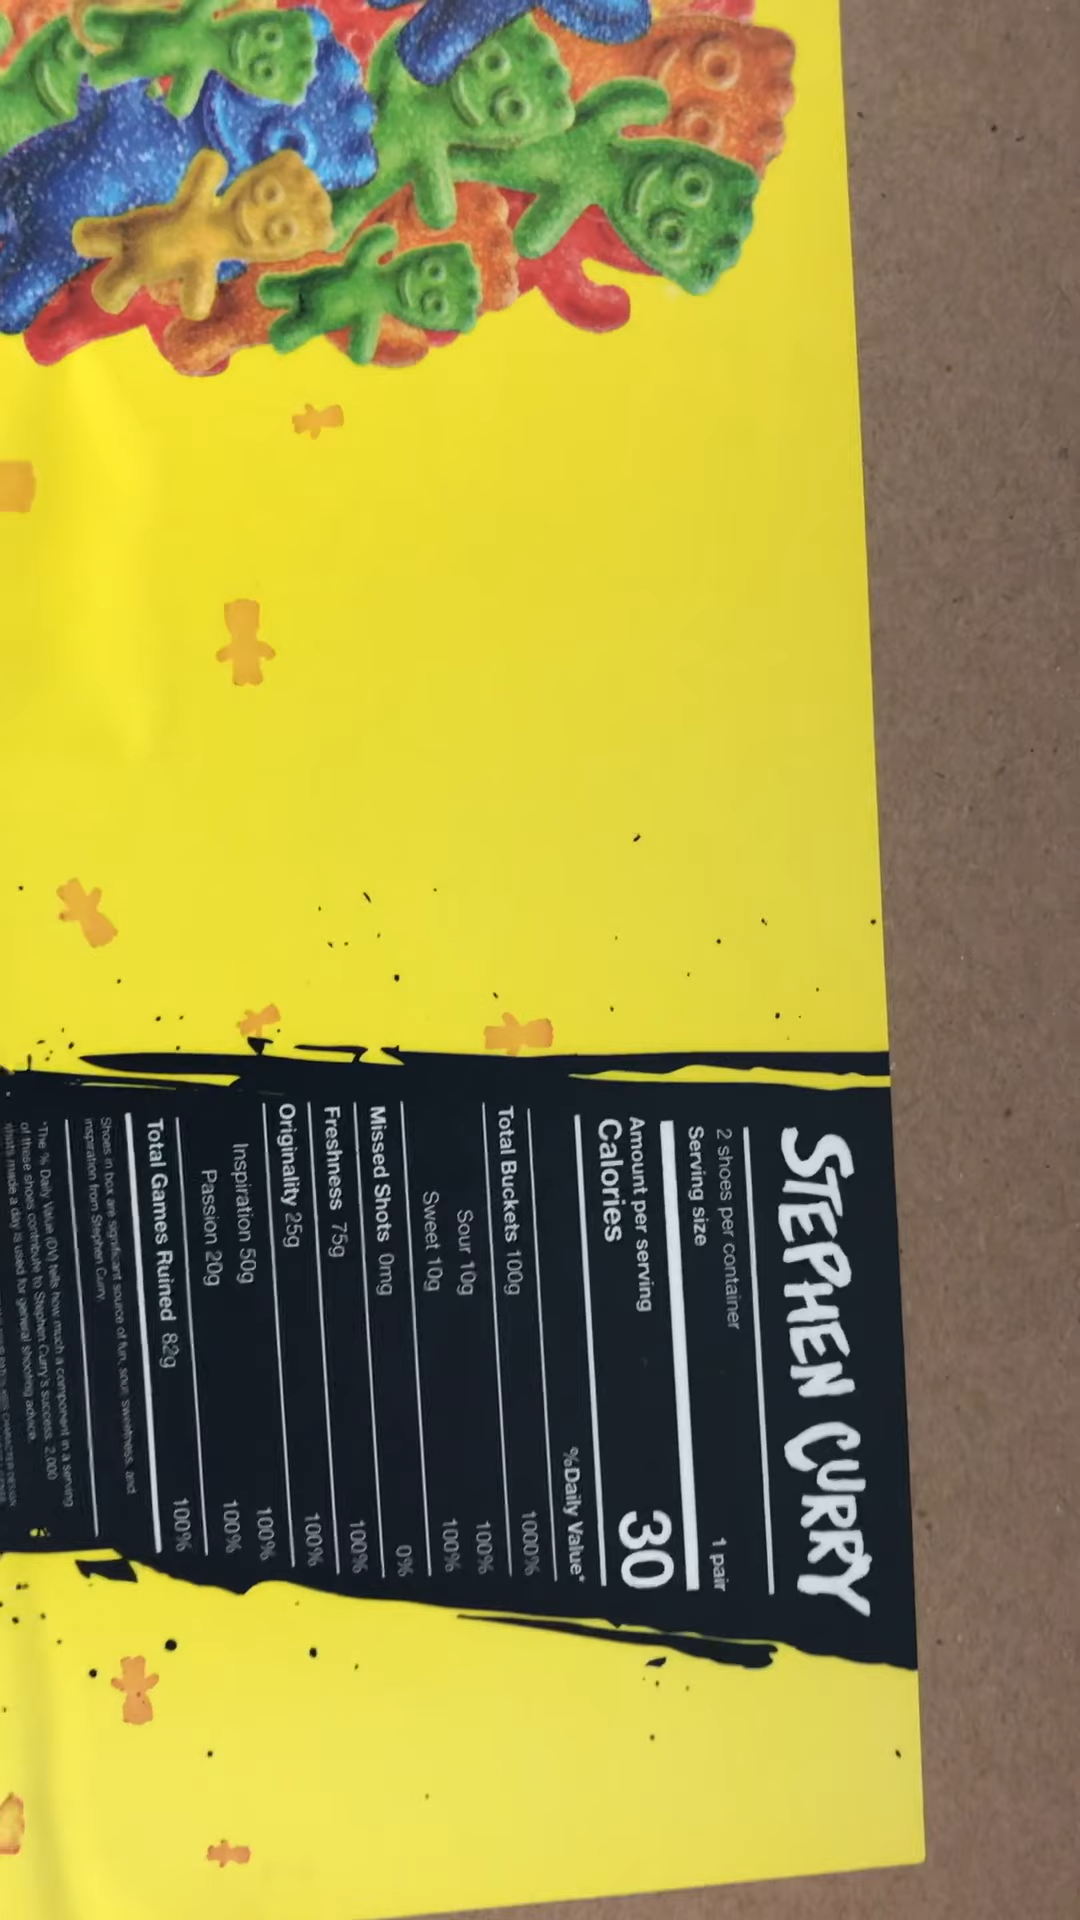 STEPHEN CURRY
2 shoes per container
Serving size 1 pair
Amount per serving
Calories 30
%Daily Value*
Total Buckets 100g 1000%
Sour 10g 100%
Sweet 10g 100%
Missed Shots 0mg 0%
Freshness 75g 100%
Originality 25g 100%
Inspiration 50g 100%
Passion 20g 100%
Total Games Ruined 82g 100%
Shoes in box are significant source of fun, sour, sweetness, and
inspiration from Stephen Curry.
*The % Daily Value (DV) tells how much a component in a serving
of these shoes contribute to Stephen Curry's success. 2,000
shots made a day is used for general shooting advice.